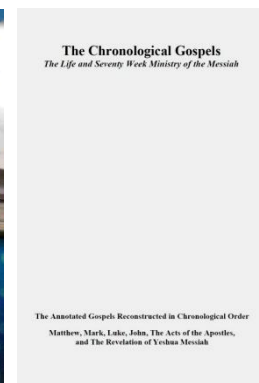 The Chronological Gospels
The Life and Seventy Week Ministry of the Messiah
The Annotated Gospels Reconstructed in Chronological Order
Matthew, Mark, Luke, John, The Acts of the Apostles,
and The Revelation of Yeshua Messiah